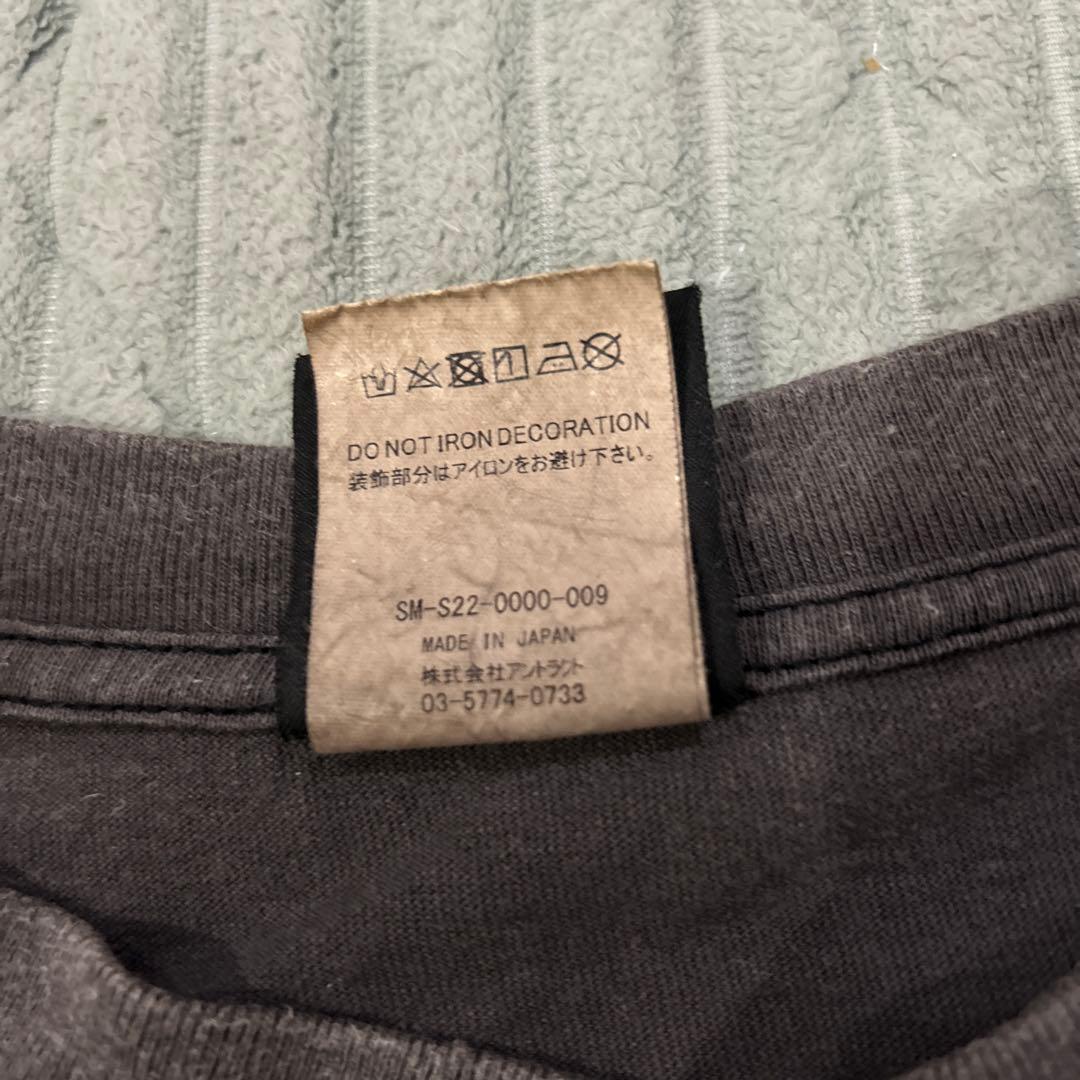 DO NOT IRON DECORATION
装飾部分はアイロンをお避け下さい。
SM-S22-0000-009
MADE IN JAPAN
株式会社アントラント
03-5774-0733